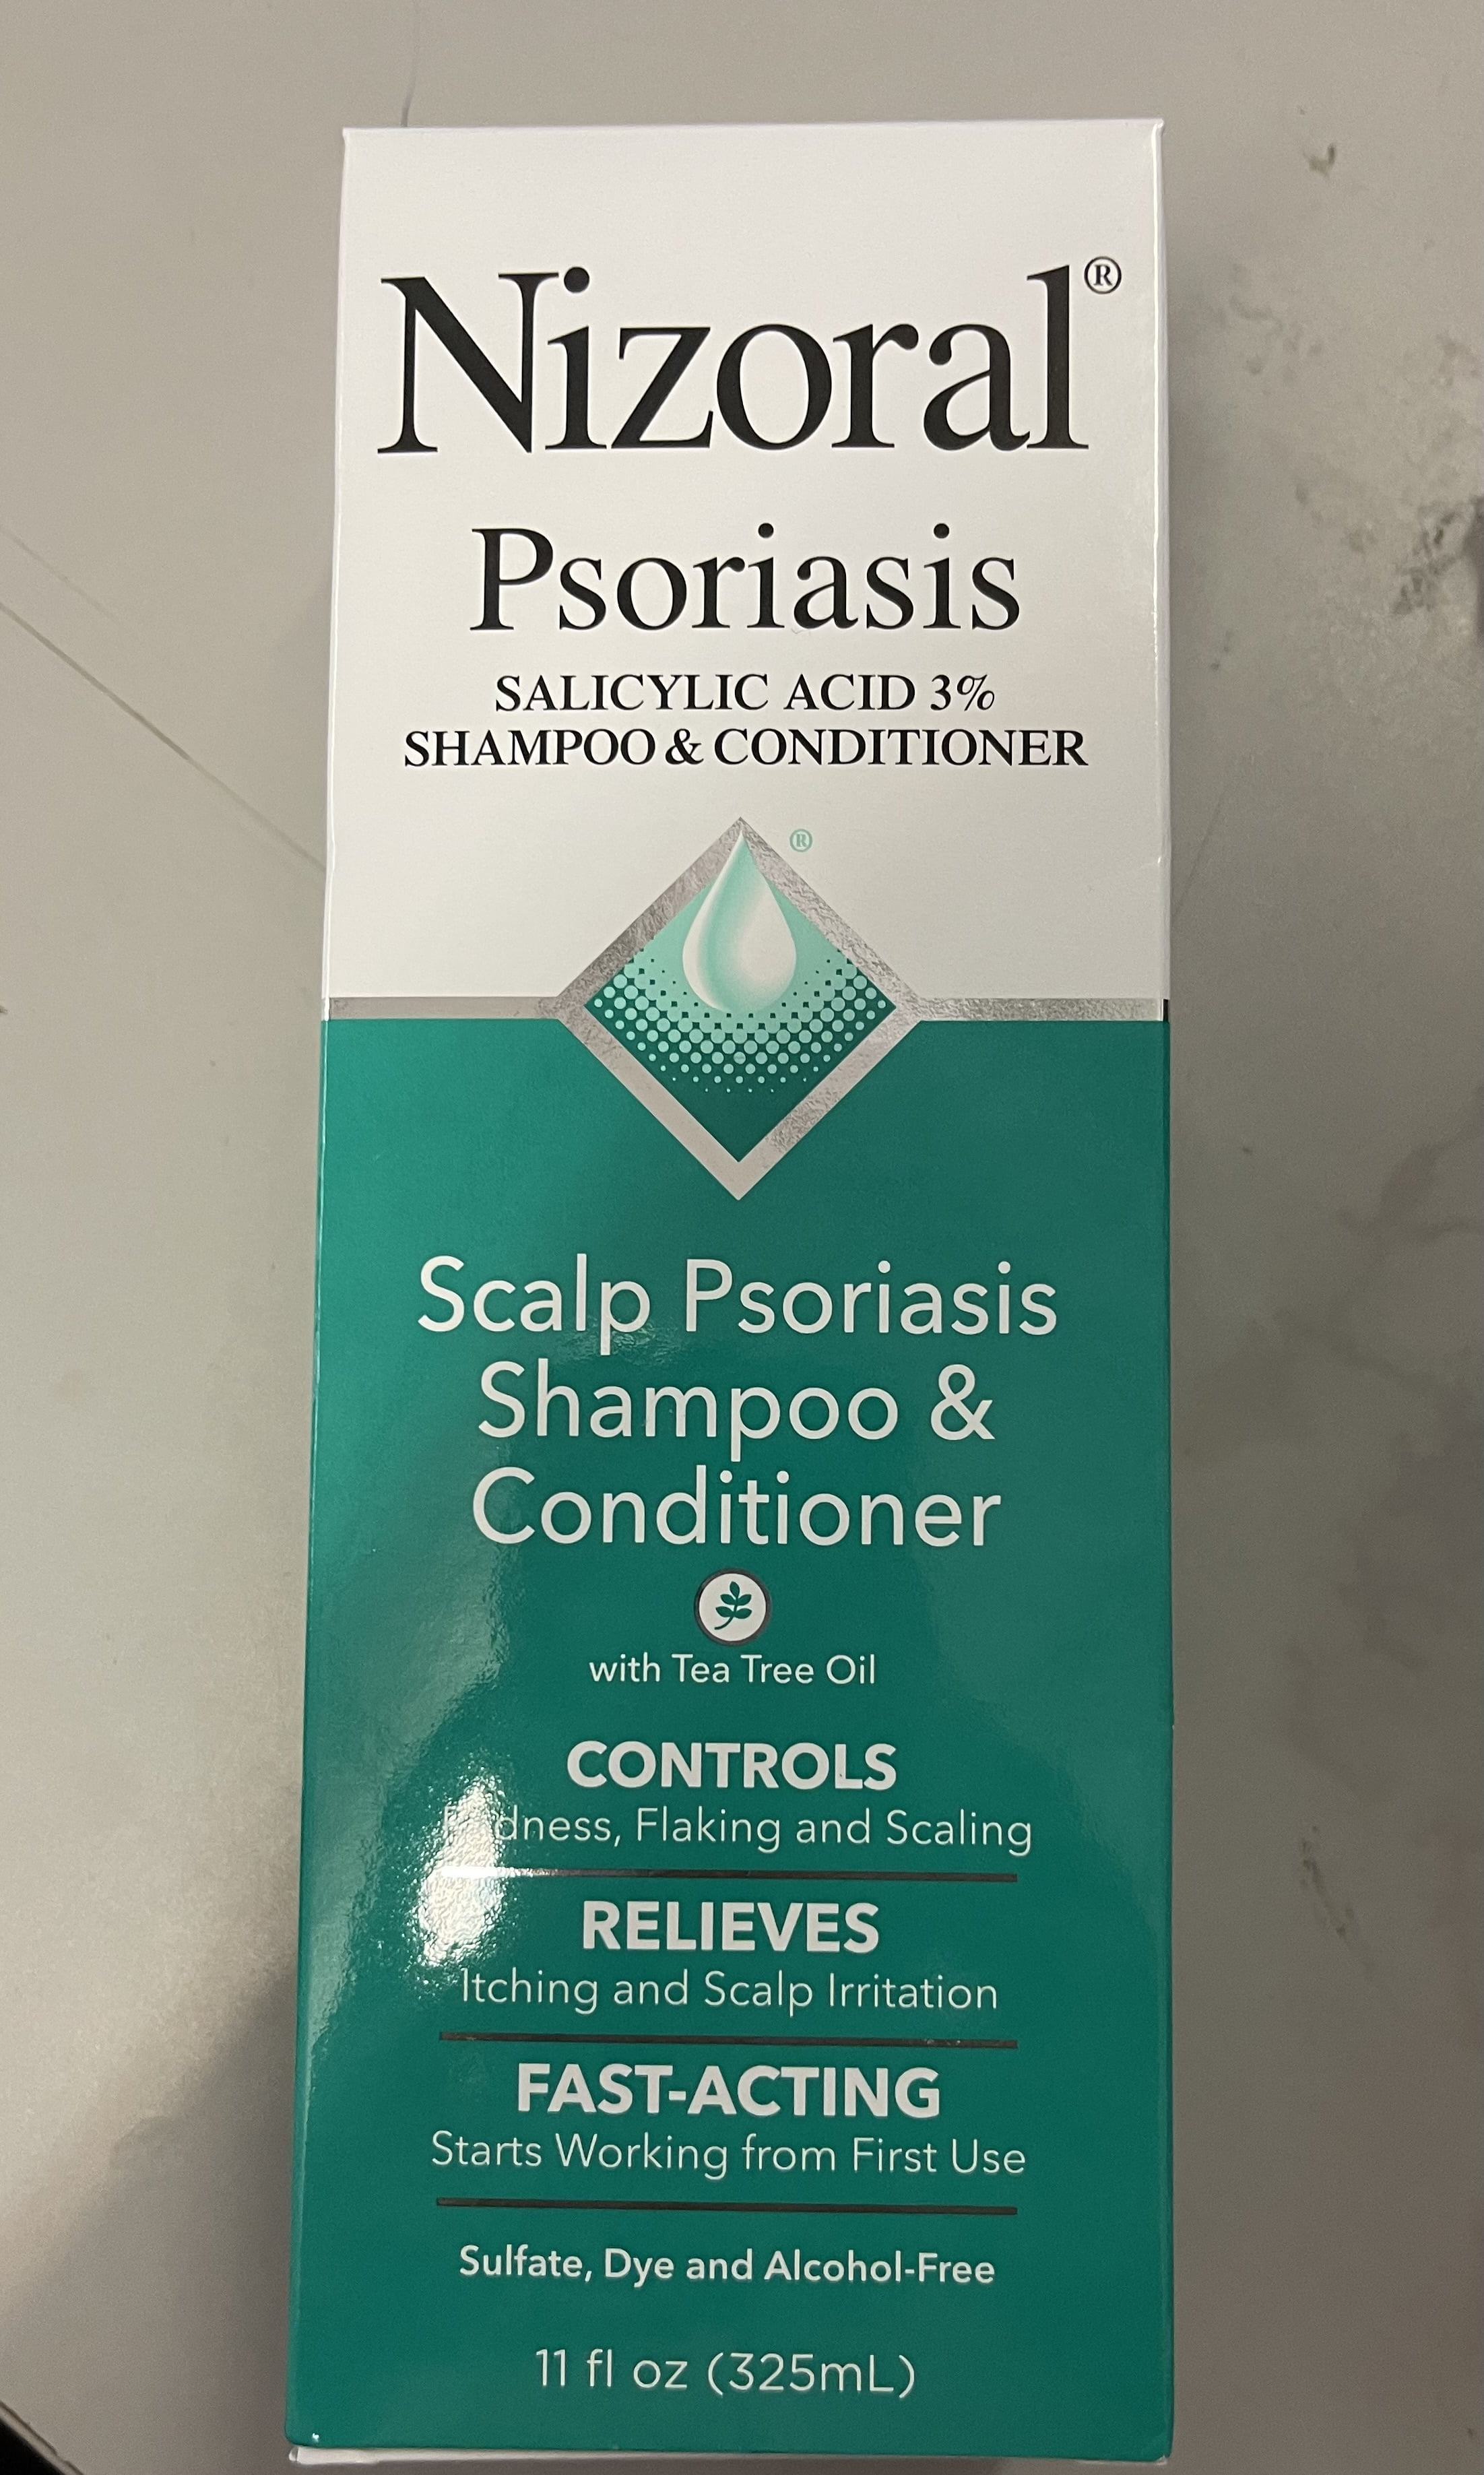 Nizoral®
Psoriasis
SALICYLIC ACID 3%
SHAMPOO & CONDITIONER
®
Scalp Psoriasis
Shampoo &
Conditioner
with Tea Tree Oil
CONTROLS
Flaking and Scaling
RELIEVES
Itching and Scalp Irritation
FAST-ACTING
Starts Working from First Use
Sulfate, Dye and Alcohol-Free
11 fl oz (325mL)